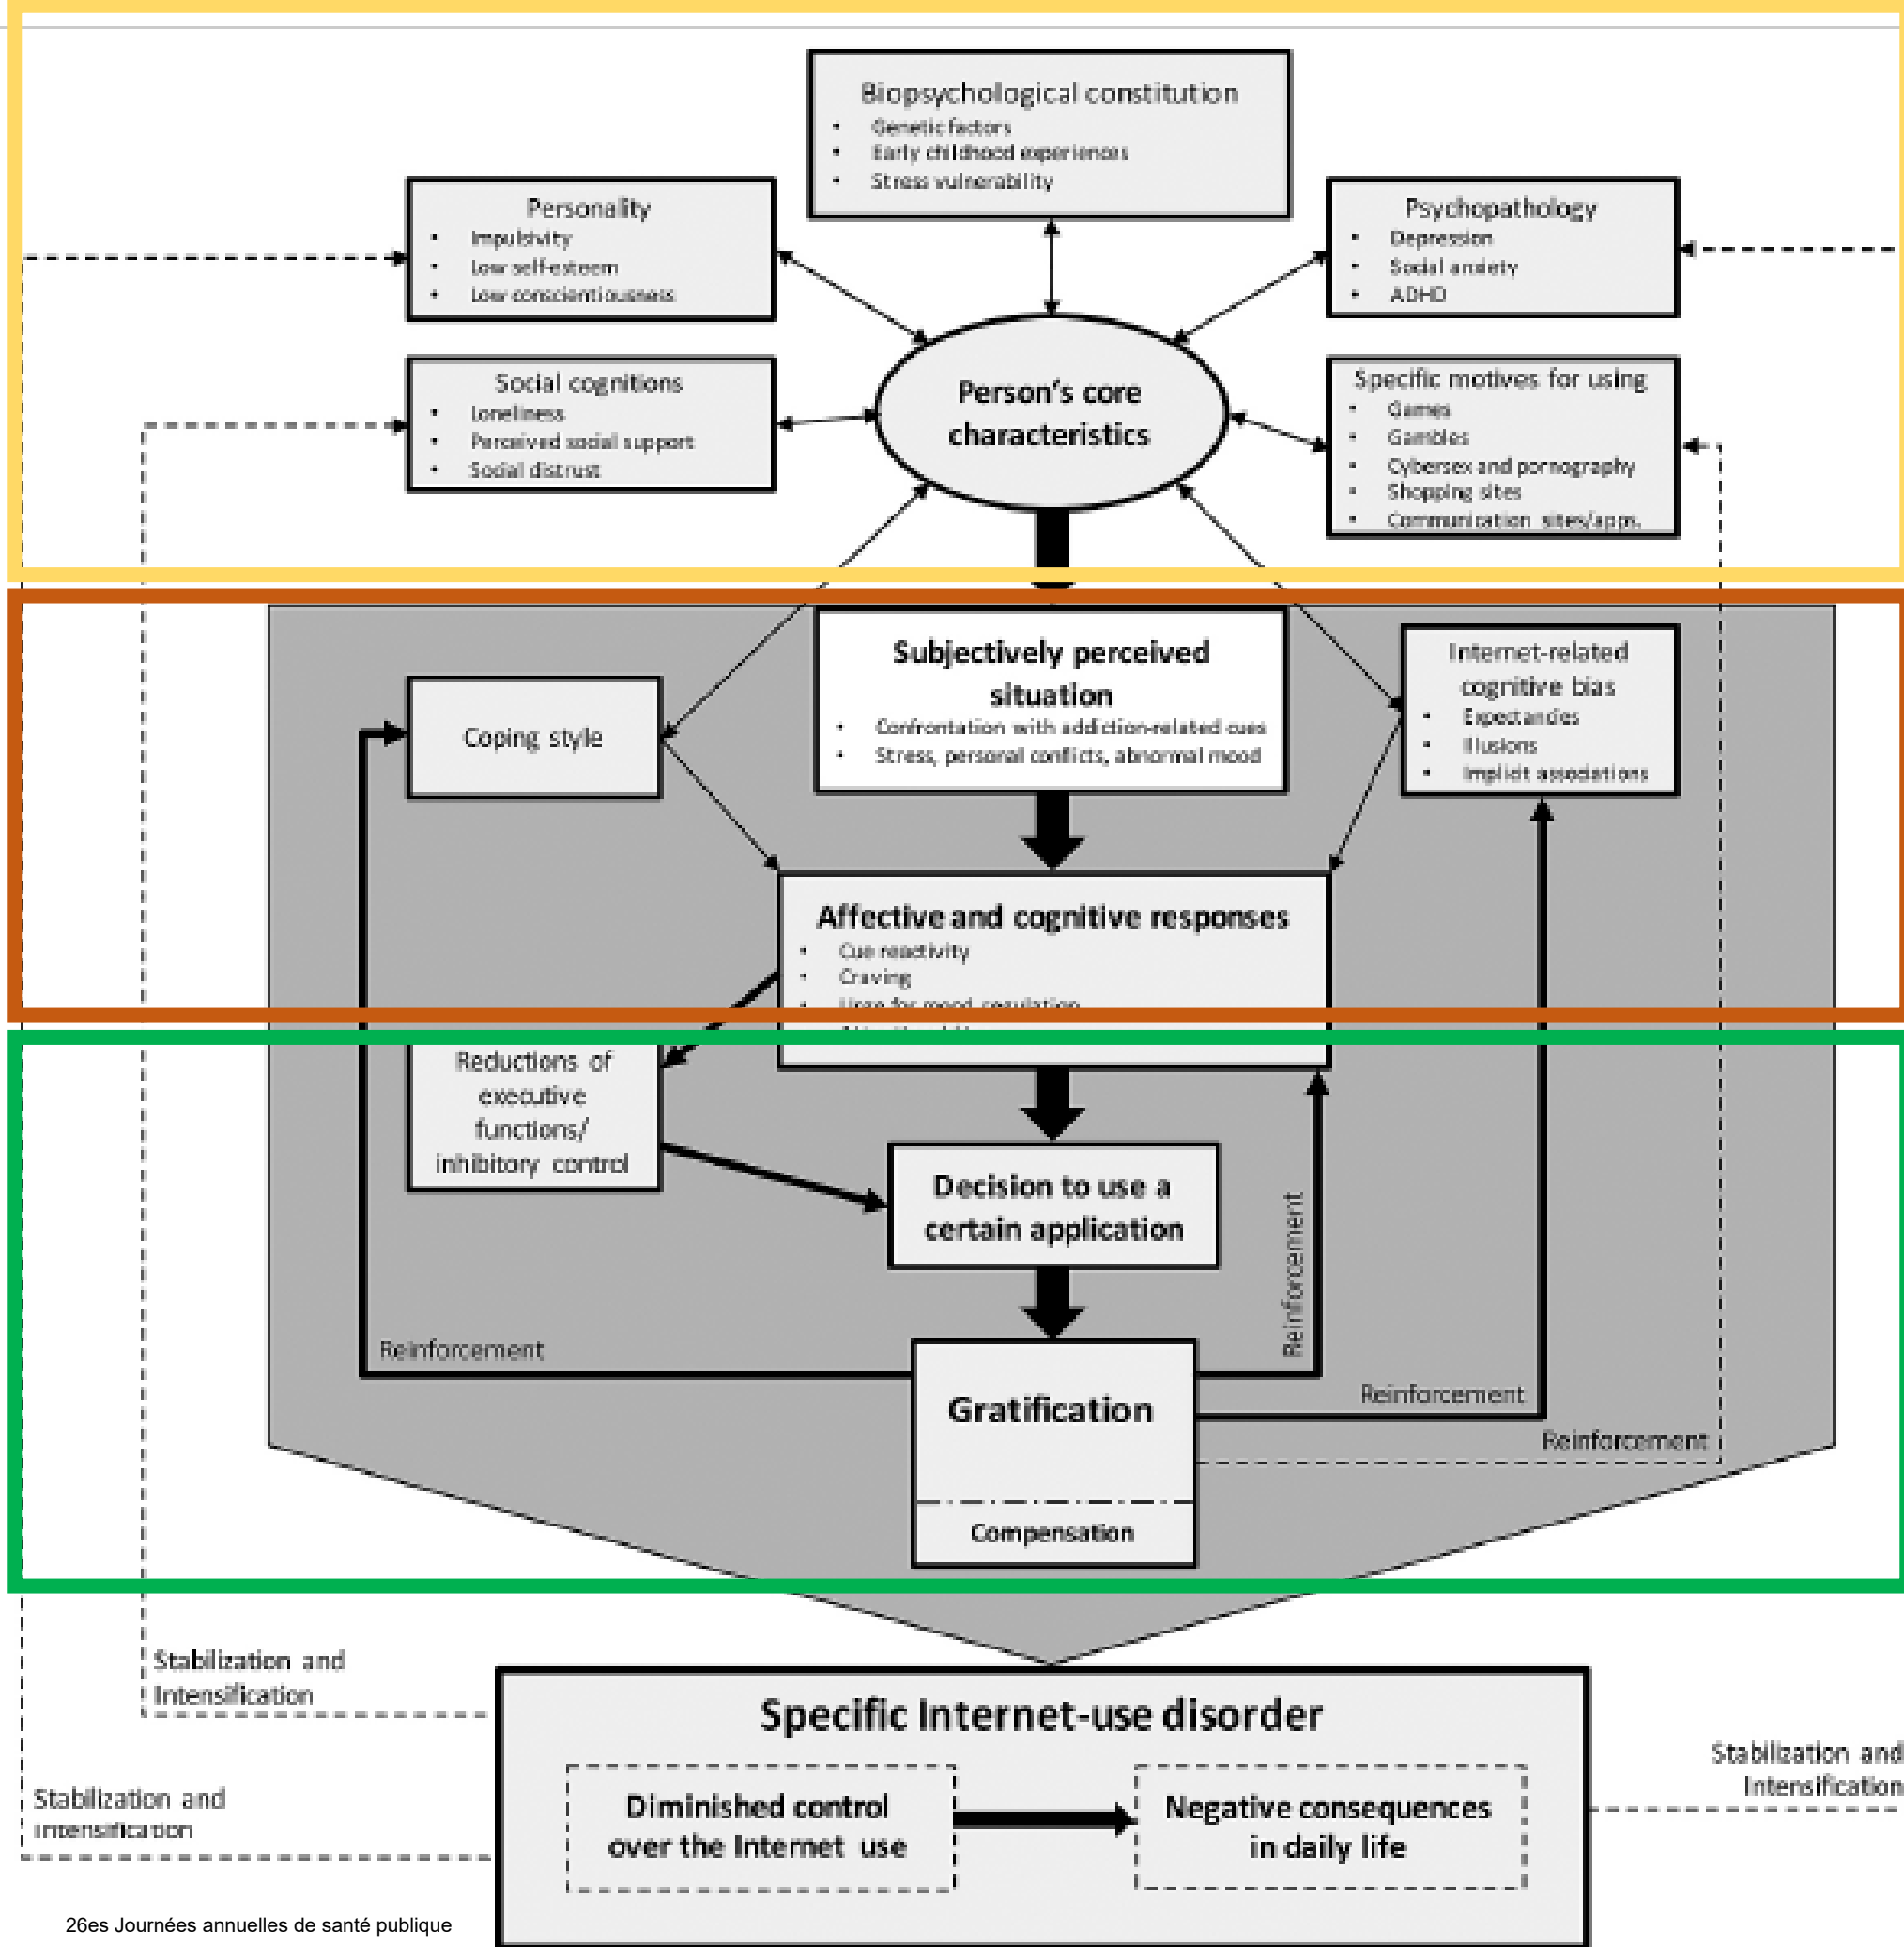 Biopsychological constitution
• Genetic factors
• Early childhood experiences
• Stress vulnerability
Personality
• Impulsivity
• Low self-esteem
• Low conscientiousness
Psychopathology
• Depression
• Social anxiety
• ADHD
Social cognitions
• Loneliness
• Perceived social support
• Social distrust
Person's core
characteristics
Specific motives for using
• Games
• Gambles
• Cybersex and pornography
• Shopping sites
• Communication sites/apps.
Subjectively perceived
situation
• Confrontation with addiction-related cues
• Stress, personal conflicts, abnormal mood
Coping style
Internet-related
cognitive bias
• Expectancies
• Illusions
• Implicit associations
Affective and cognitive responses
• Cue reactivity
• Craving
• Urge for mood regulation
Reductions of
executive
functions/
inhibitory control
Decision to use a
certain application
Reinforcement
Reinforcement
Gratification
Reinforcement
Reinforcement
Compensation
Stabilization and
Intensification
Specific Internet-use disorder
Stabilization and
Intensification
Stabilization and
Intensification
Diminished control
over the Internet use
Negative consequences
in daily life
26es Journées annuelles de santé publique